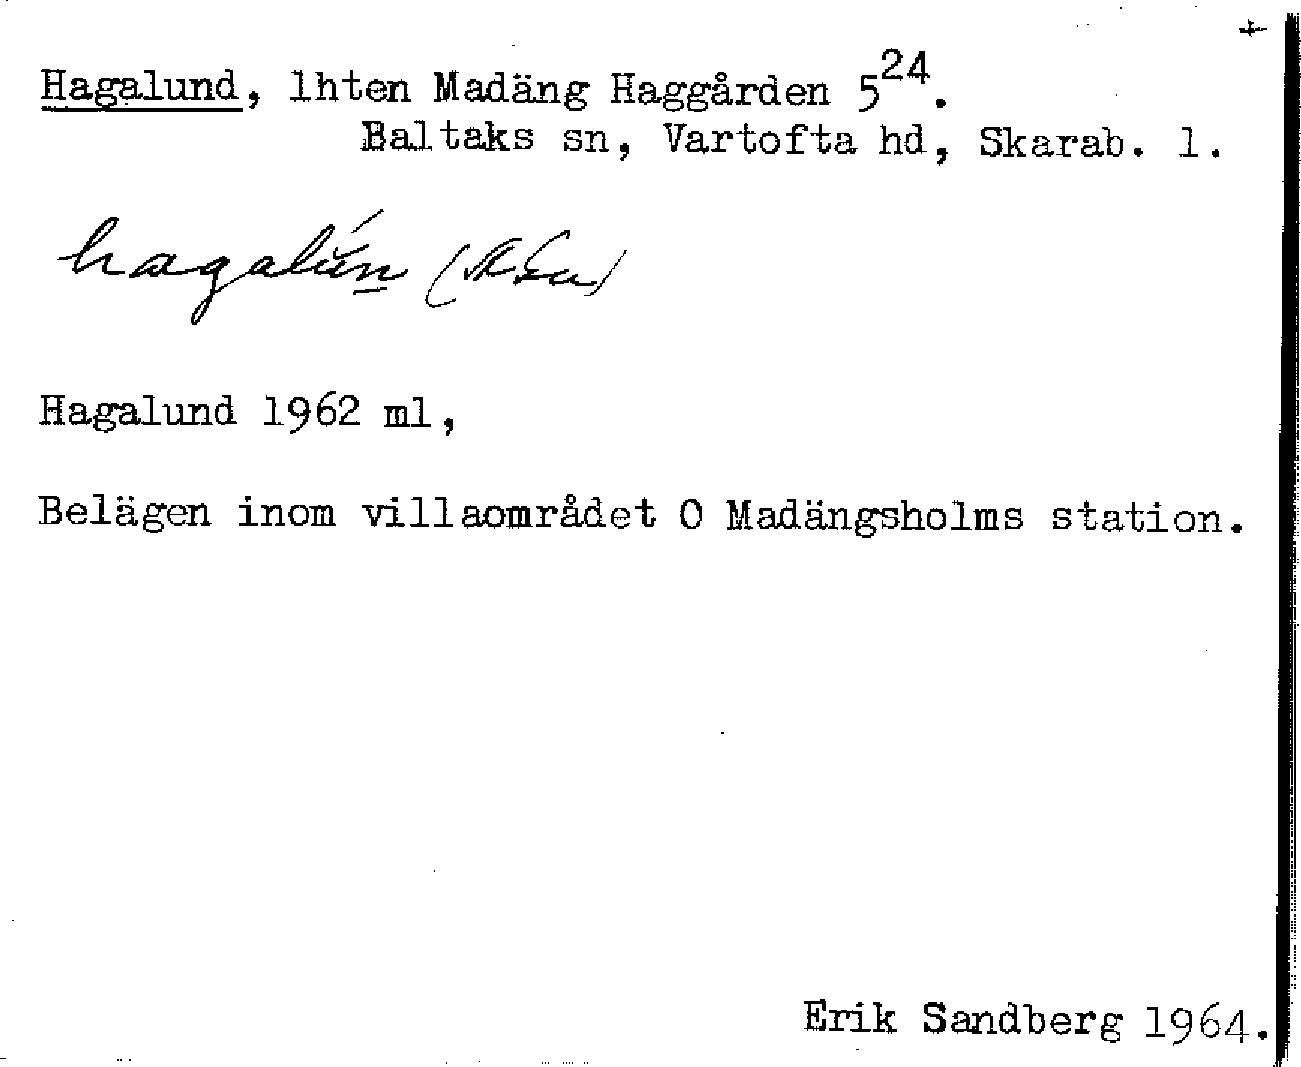 Hagalund, lhten Madäng Haggården 5²⁴.
Baltaks sn, Vartofta hd, Skarab. l.
hagalún
Hagalund 1962 ml,
Belägen inom villaområdet O Madängsholms station.
Erik Sandberg 1964.